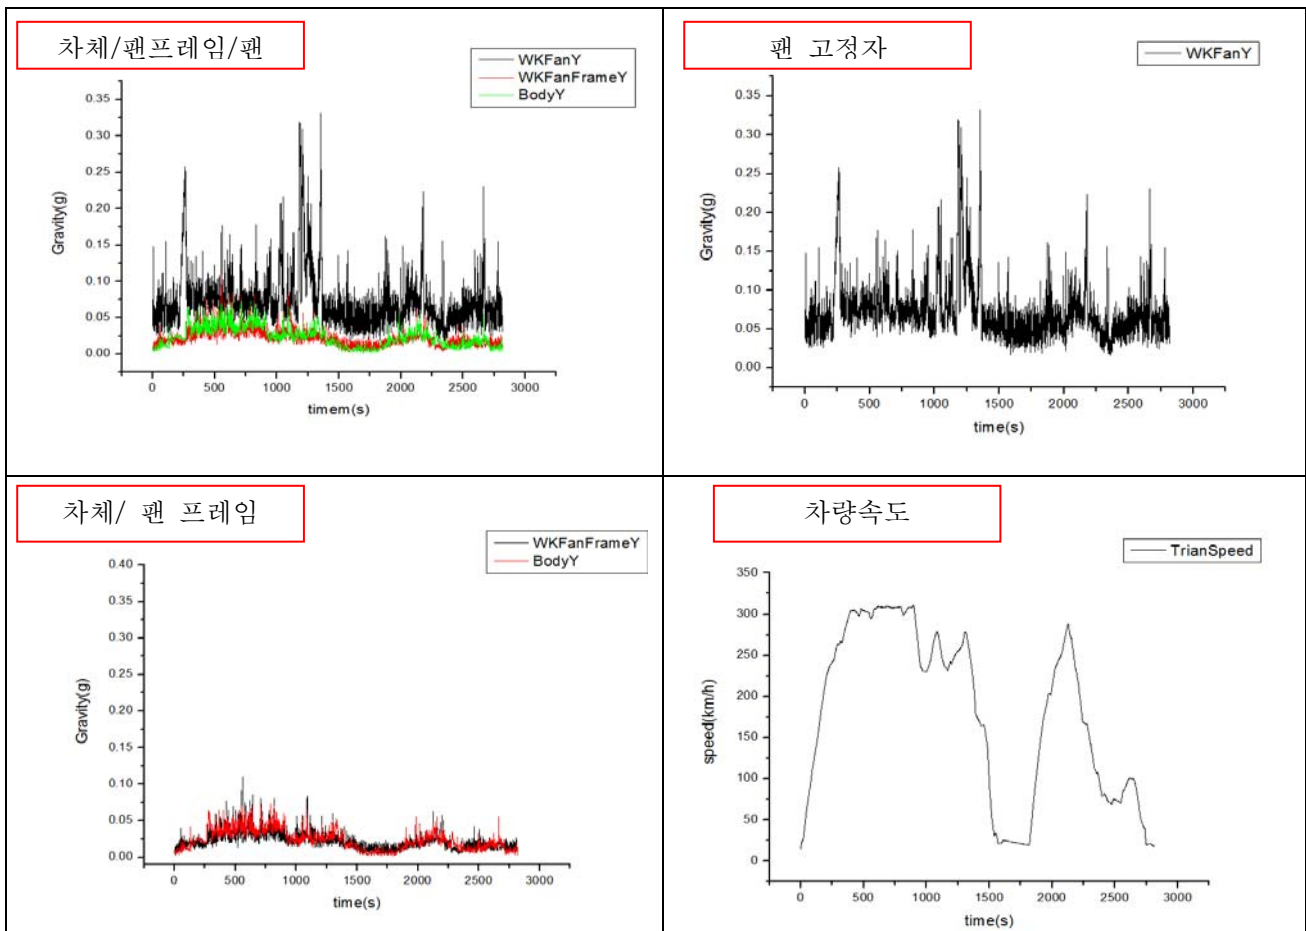 차체/팬프레임/팬
WKFanY
WKFanFrameY
BodyY
0.35
0.30
0.25
0.20
0.15
0.10
0.05
0.00
Gravity(g)
0 500 1000 1500 2000 2500 3000
timem(s)
팬 고정자
WKFanY
0.35
0.30
0.25
0.20
0.15
0.10
0.05
0.00
Gravity(g)
0 500 1000 1500 2000 2500 3000
time(s)
차체/ 팬 프레임
WKFanFrameY
BodyY
0.40
0.35
0.30
0.25
0.20
0.15
0.10
0.05
0.00
Gravity(g)
0 500 1000 1500 2000 2500 3000
time(s)
차량속도
TrianSpeed
350
300
250
200
150
100
50
0
speed(km/h)
0 500 1000 1500 2000 2500 3000
time(s)